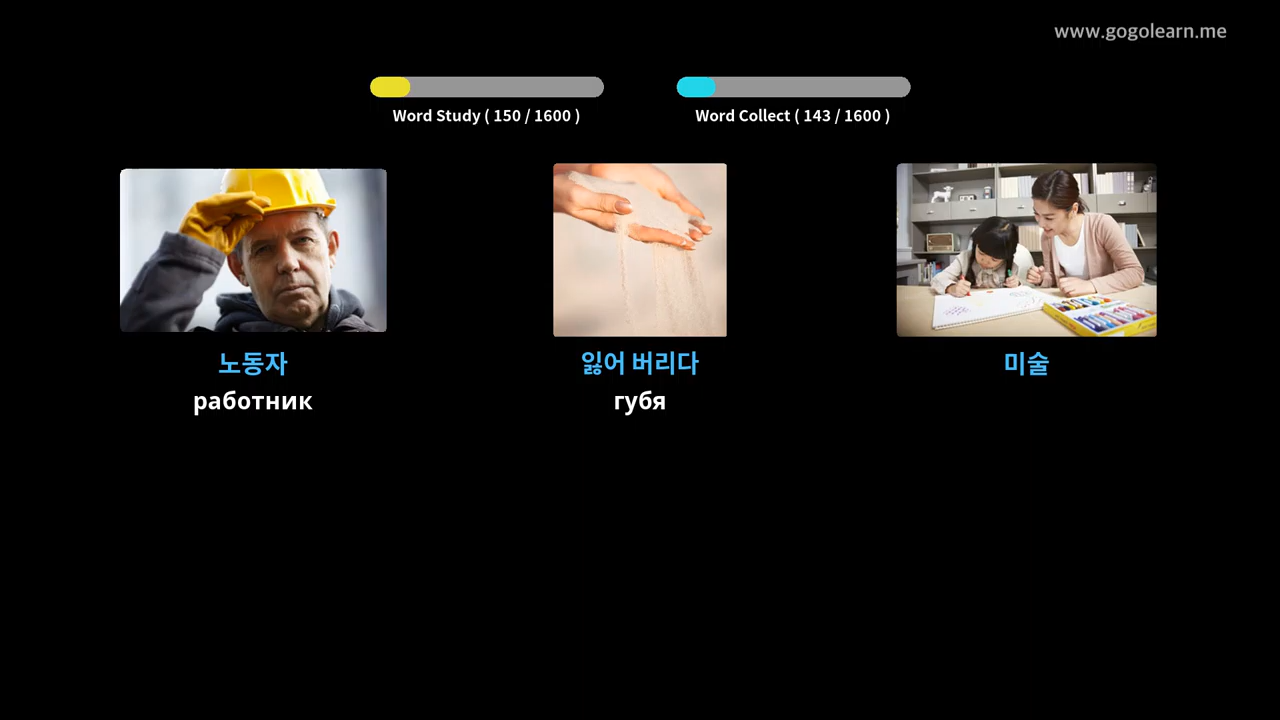 www.gogolearn.me
Word Study ( 150 / 1600 )
Word Collect ( 143 / 1600 )
노동자
работник
잃어 버리다
губя
미술